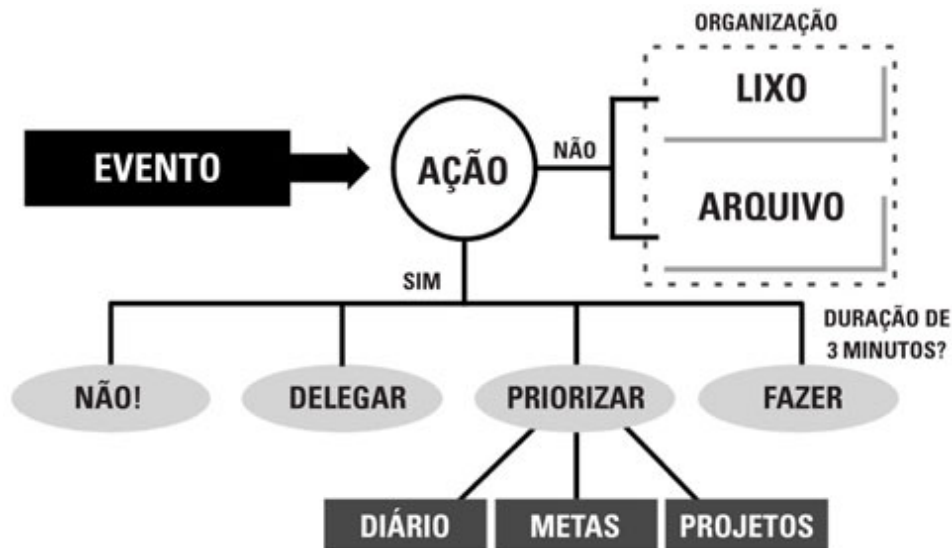 ORGANIZAÇÃO
LIXO
EVENTO
AÇÃO
NÃO
ARQUIVO
SIM
DURAÇÃO DE
3 MINUTOS?
NÃO!
DELEGAR
PRIORIZAR
FAZER
DIÁRIO
METAS
PROJETOS